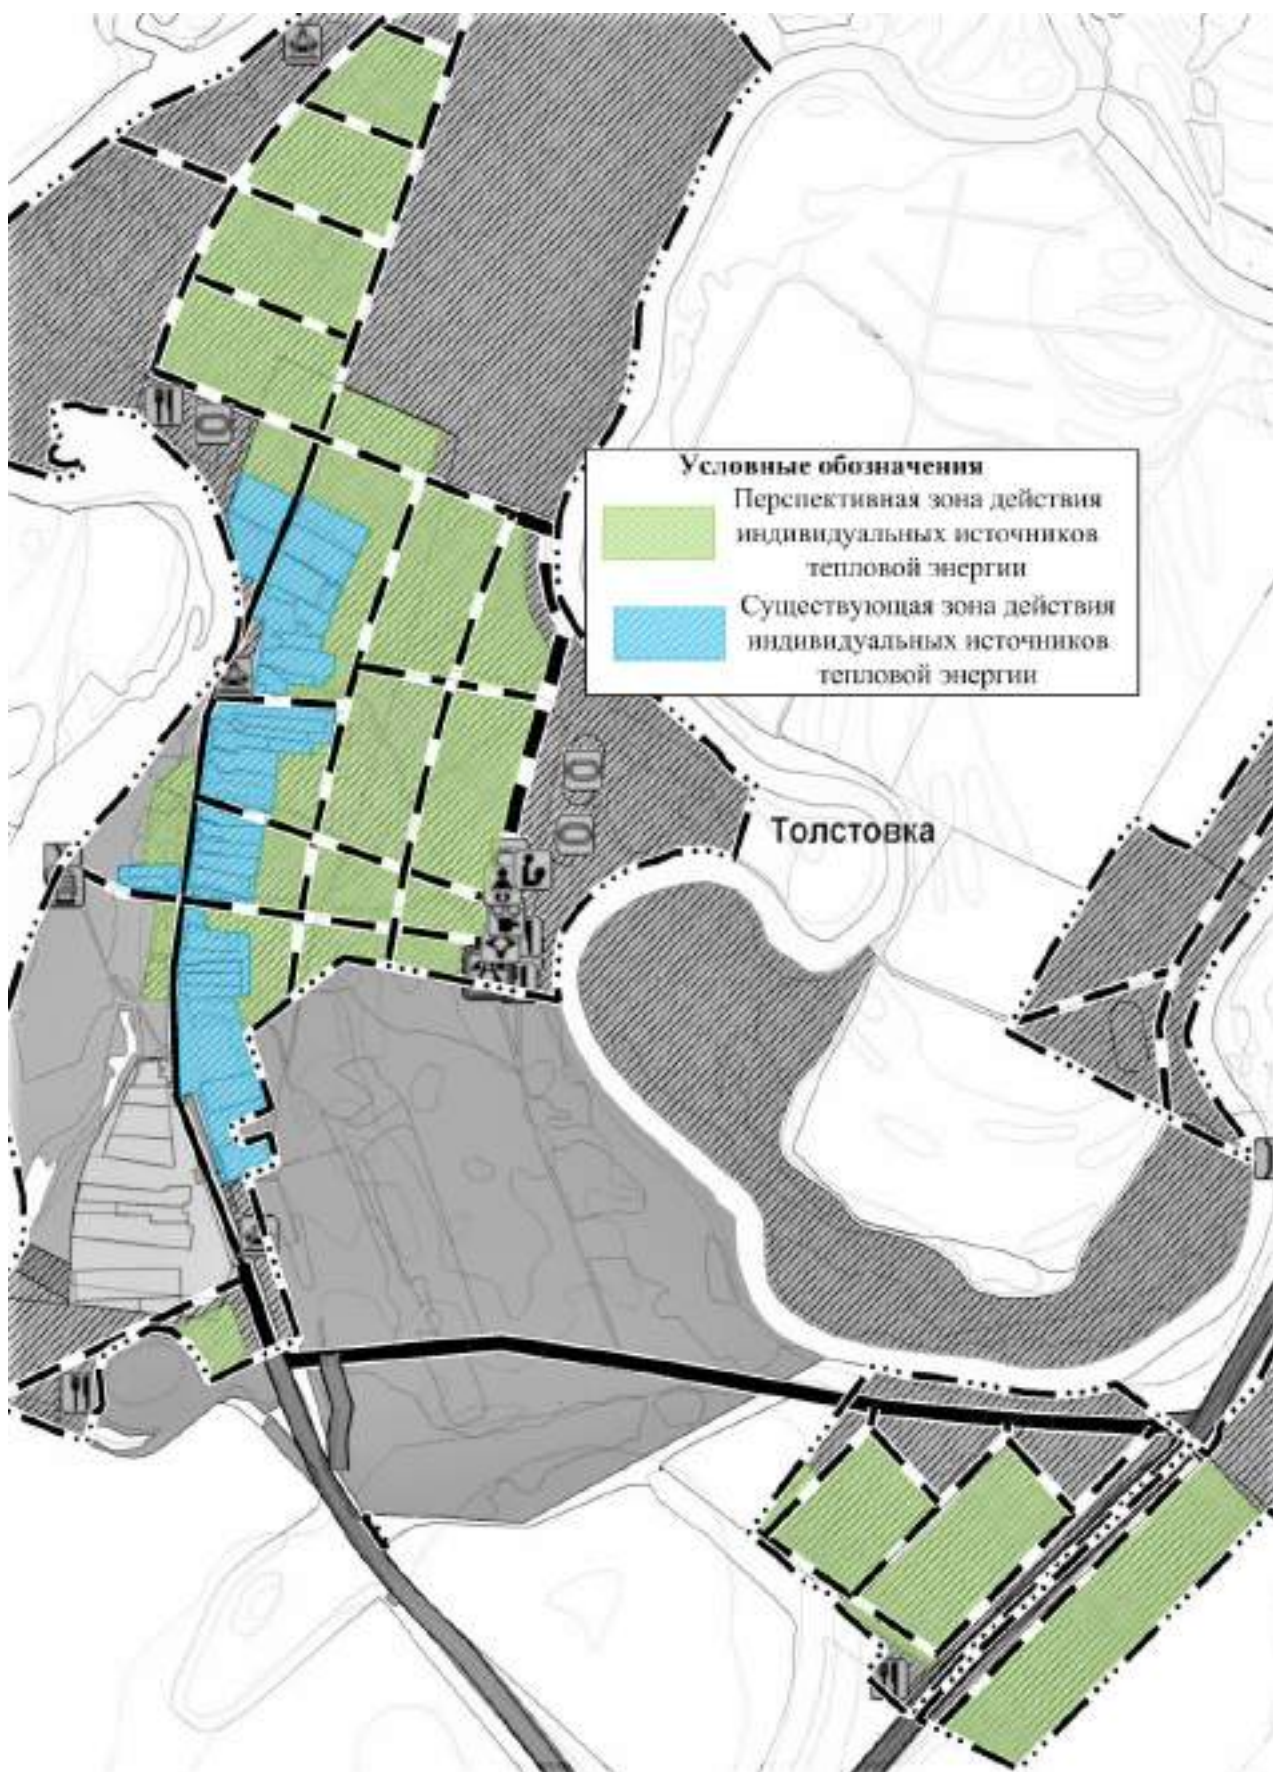 Условные обозначения
Перспективная зона действия
индивидуальных источников
тепловой энергии
Существующая зона действия
индивидуальных источников
тепловой энергии
Толстовка